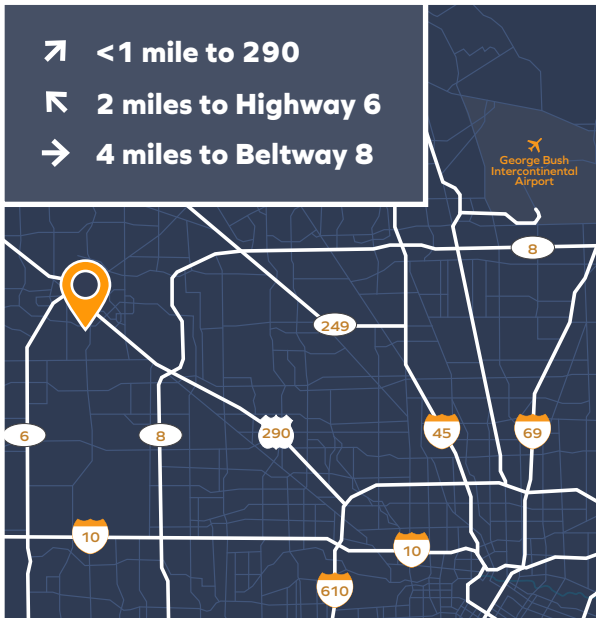 <1 mile to 290
2 miles to Highway 6
4 miles to Beltway 8
George Bush
Intercontinental
Airport
8
249
6
8
290
45
69
10
10
610